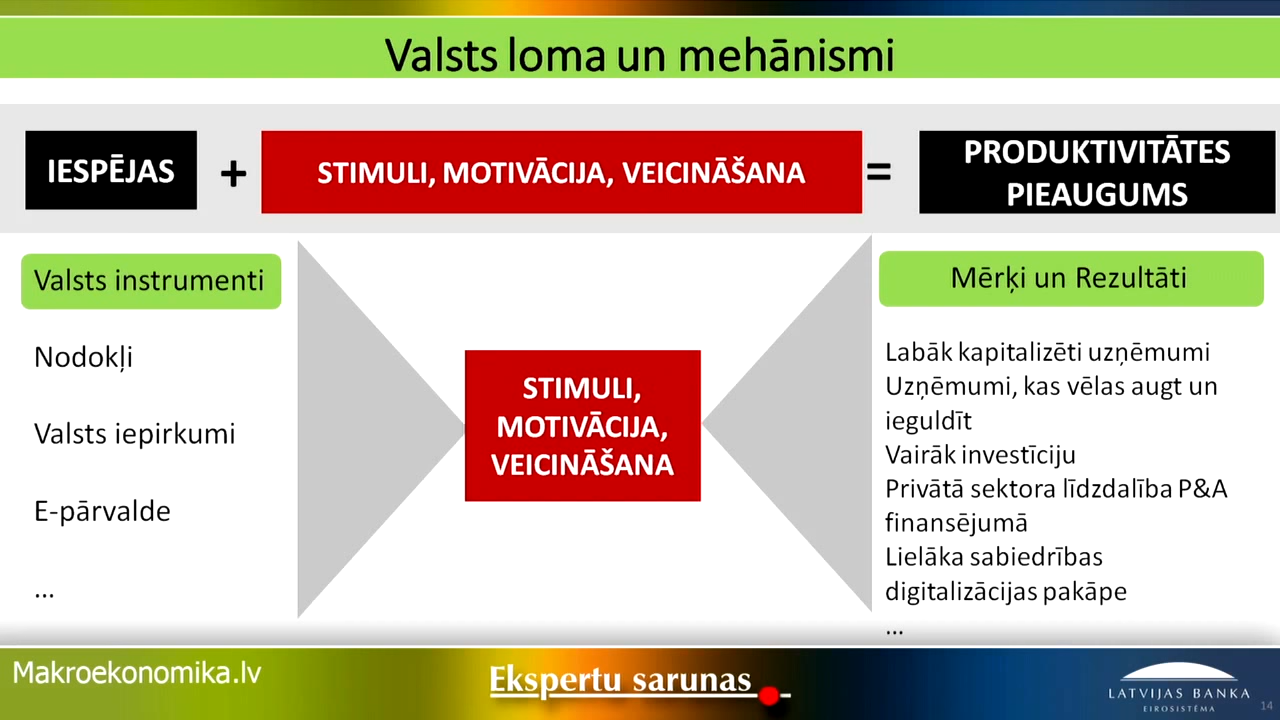 Valsts loma un mehānismi
IESPĒJAS
+
STIMULI, MOTIVĀCIJA, VEICINĀŠANA
=
PRODUKTIVITĀTES
PIEAUGUMS
Valsts instrumenti
Nodokļi
Valsts iepirkumi
E-pārvalde
...
STIMULI,
MOTIVĀCIJA,
VEICINĀŠANA
Mērķi un Rezultāti
Labāk kapitalizēti uzņēmumi
Uzņēmumi, kas vēlas augt un
ieguldīt
Vairāk investīciju
Privātā sektora līdzdalība P&A
finansējumā
Lielāka sabiedrības
digitalizācijas pakāpe
...
Makroekonomika.lv
Ekspertu sarunas
LATVIJAS BANKA
EIROSISTĒMA
14